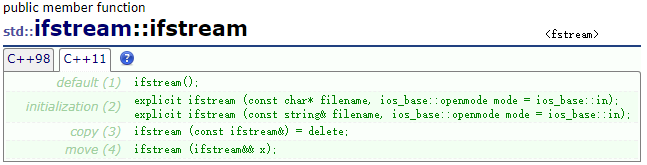 public member function
std::ifstream::ifstream <fstream>
C++98 C++11 ?
default (1) ifstream();
initialization (2) explicit ifstream (const char* filename, ios_base::openmode mode = ios_base::in);
explicit ifstream (const string& filename, ios_base::openmode mode = ios_base::in);
copy (3) ifstream (const ifstream&) = delete;
move (4) ifstream (ifstream&& x);